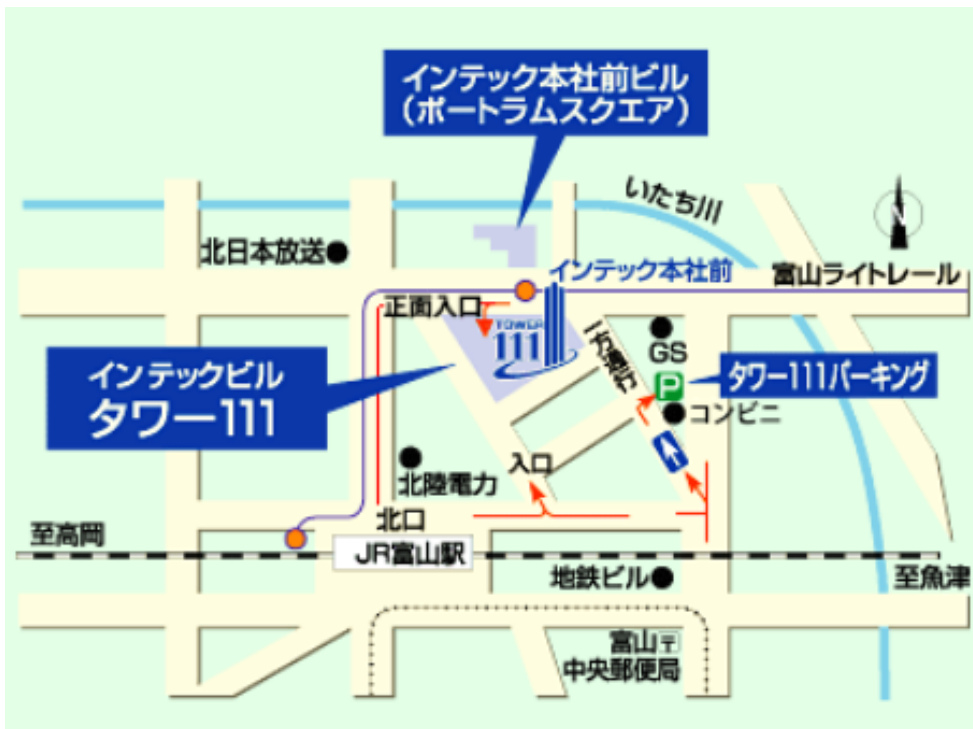 インテック本社前ビル
（ポートラムスクエア）
いたち川
N
北日本放送
インテック本社前
富山ライトレール
正面入口
TOWER
111
一方通行
GS
インテックビル
タワー111
P
タワー111パーキング
コンビニ
入口
北陸電力
北口
至高岡
JR富山駅
地鉄ビル
至魚津
富山〒
中央郵便局